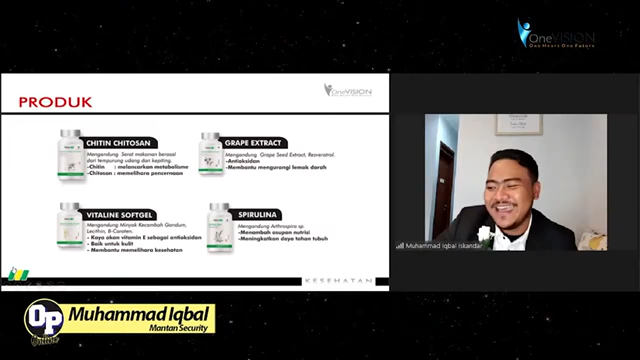 OneVISION
One Heart One Future
OneVISION
PRODUK
CHITIN CHITOSAN
Mengandung Serat makanan berasal
dari tempurung udang dan kepiting.
-Chitin : melancarkan metabolisme
-Chitosan : memelihara pencernaan
GRAPE EXTRACT
Mengandung Grape Seed Extract, Resveratrol.
-Antioksidan
-Membantu mengurangi lemak darah
VITALINE SOFTGEL
Mengandung Minyak Kecambah Gandum,
Lecithin, B-Caroten.
- Kaya akan vitamin E sebagai antioksidan
- Baik untuk kulit
- Membantu memelihara kesehatan
SPIRULINA
Mengandung Arthrospira sp.
-Menambah asupan nutrisi
-Meningkatkan daya tahan tubuh
KESEHATAN
Muhammad Iqbal iskandar
OP
Muhammad Iqbal
Mantan Security